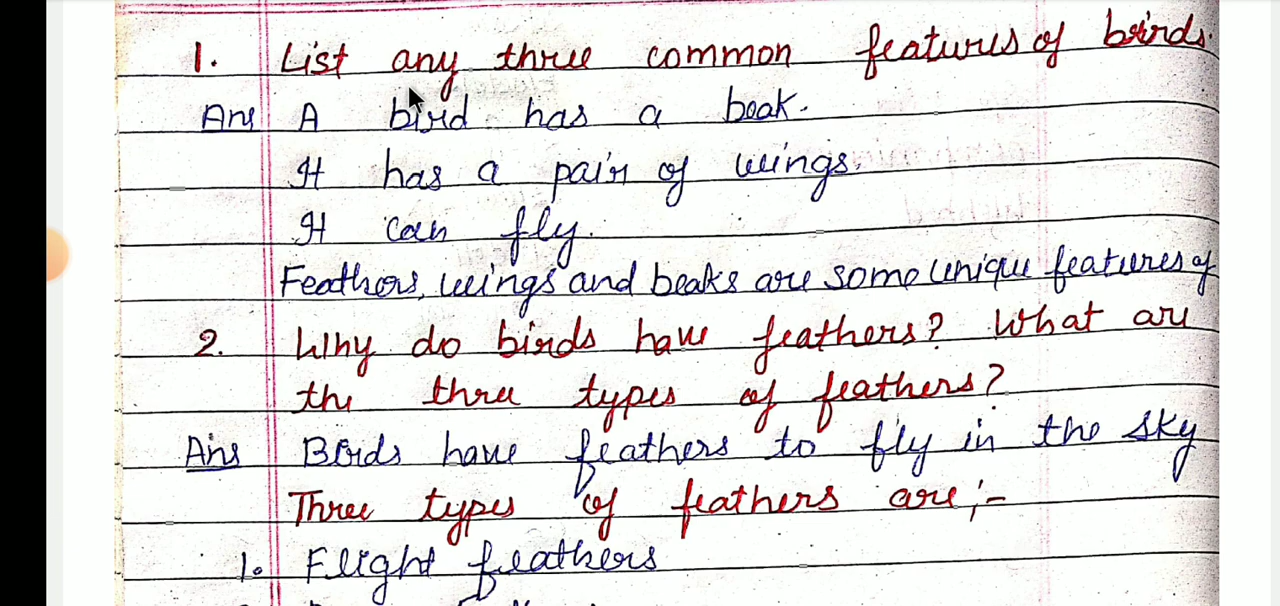 1. List any three common features of birds.
Ans A bird has a beak.
It has a pair of wings.
It can fly.
Feathers, wings and beaks are some unique features of
2. Why do birds have feathers? What are
the three types of feathers?
Ans Birds have feathers to fly in the sky
Three types of feathers are;-
1. Flight feathers